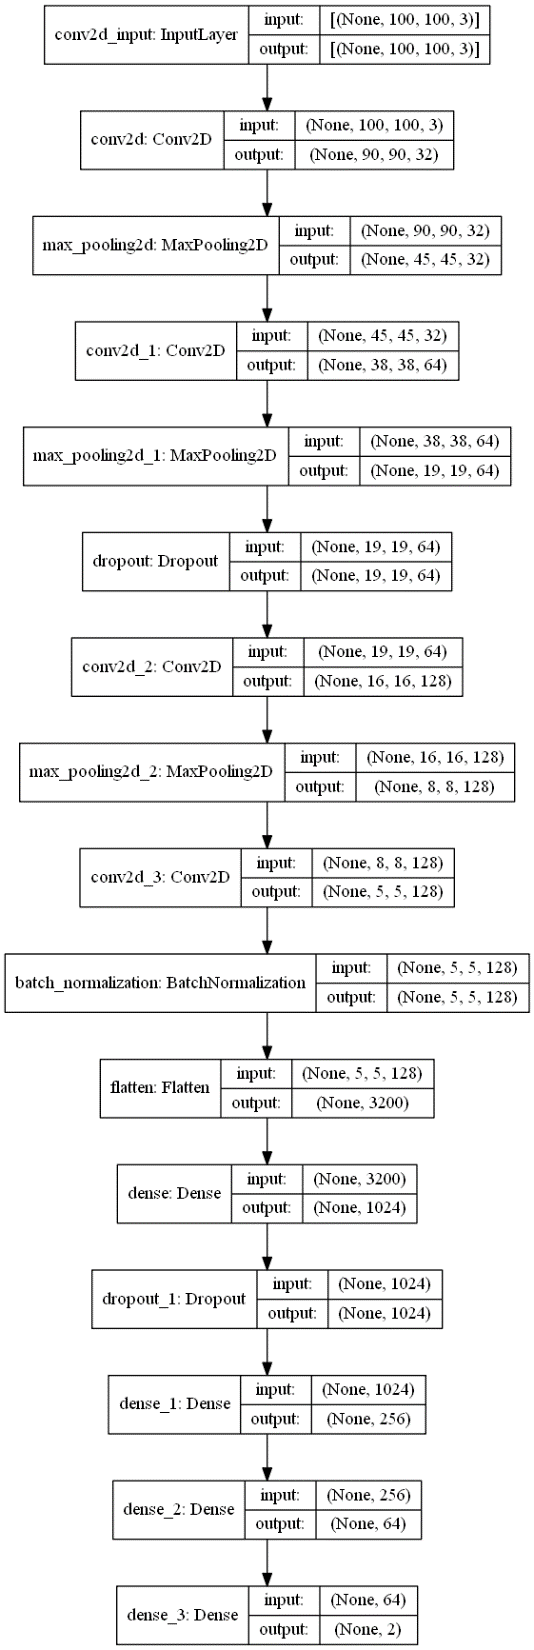 conv2d_input: InputLayer
input: [(None, 100, 100, 3)]
output: [(None, 100, 100, 3)]
conv2d: Conv2D
input: (None, 100, 100, 3)
output: (None, 90, 90, 32)
max_pooling2d: MaxPooling2D
input: (None, 90, 90, 32)
output: (None, 45, 45, 32)
conv2d_1: Conv2D
input: (None, 45, 45, 32)
output: (None, 38, 38, 64)
max_pooling2d_1: MaxPooling2D
input: (None, 38, 38, 64)
output: (None, 19, 19, 64)
dropout: Dropout
input: (None, 19, 19, 64)
output: (None, 19, 19, 64)
conv2d_2: Conv2D
input: (None, 19, 19, 64)
output: (None, 16, 16, 128)
max_pooling2d_2: MaxPooling2D
input: (None, 16, 16, 128)
output: (None, 8, 8, 128)
conv2d_3: Conv2D
input: (None, 8, 8, 128)
output: (None, 5, 5, 128)
batch_normalization: BatchNormalization
input: (None, 5, 5, 128)
output: (None, 5, 5, 128)
flatten: Flatten
input: (None, 5, 5, 128)
output: (None, 3200)
dense: Dense
input: (None, 3200)
output: (None, 1024)
dropout_1: Dropout
input: (None, 1024)
output: (None, 1024)
dense_1: Dense
input: (None, 1024)
output: (None, 256)
dense_2: Dense
input: (None, 256)
output: (None, 64)
dense_3: Dense
input: (None, 64)
output: (None, 2)